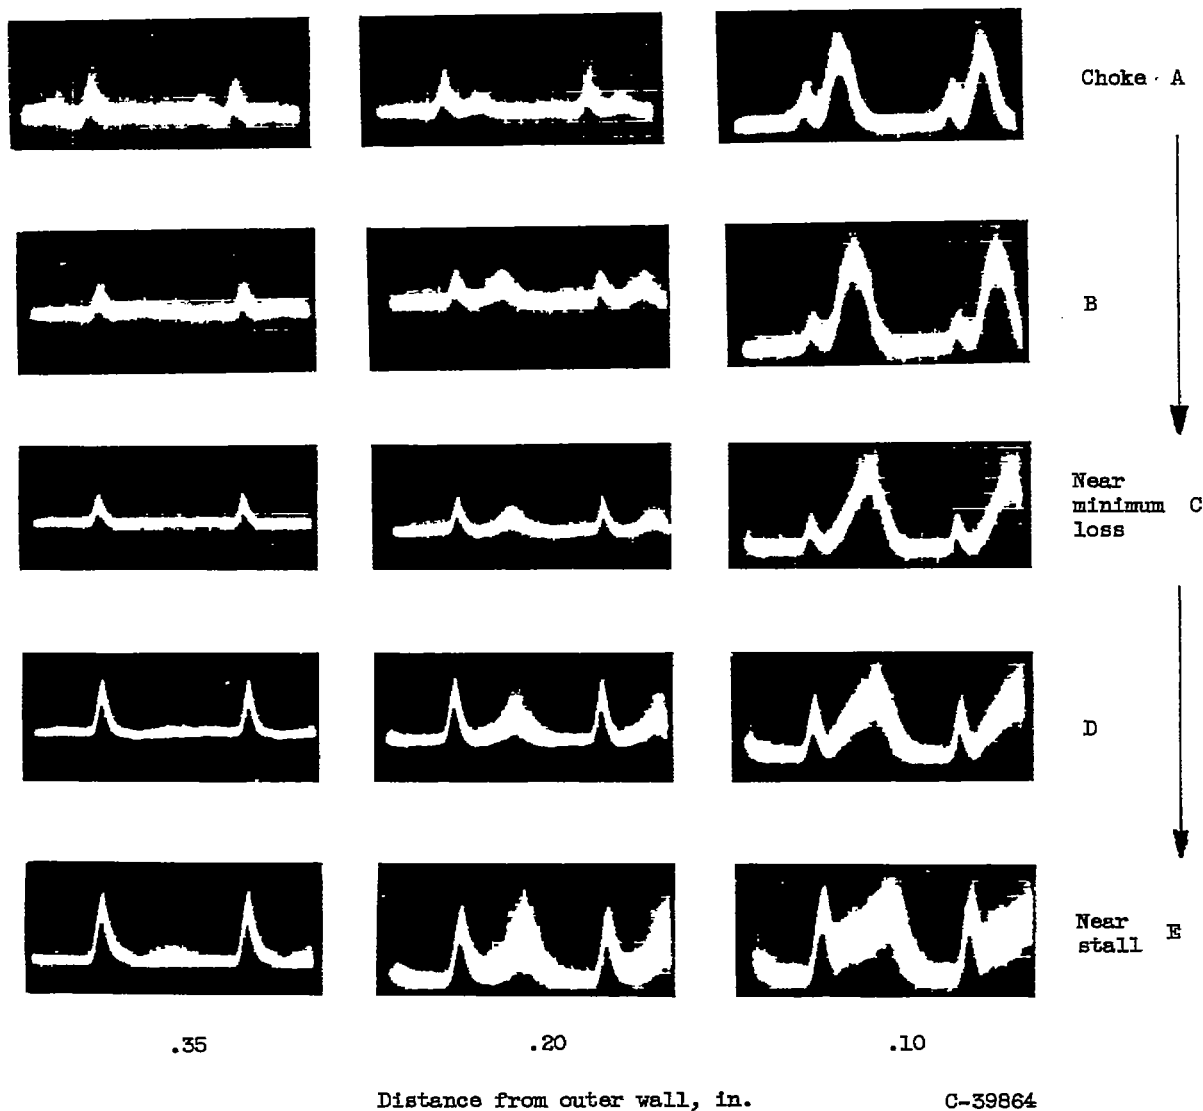 Choke A
B
Near
minimum C
loss
D
Near
stall E
.35 .20 .10
Distance from outer wall, in. C-39864